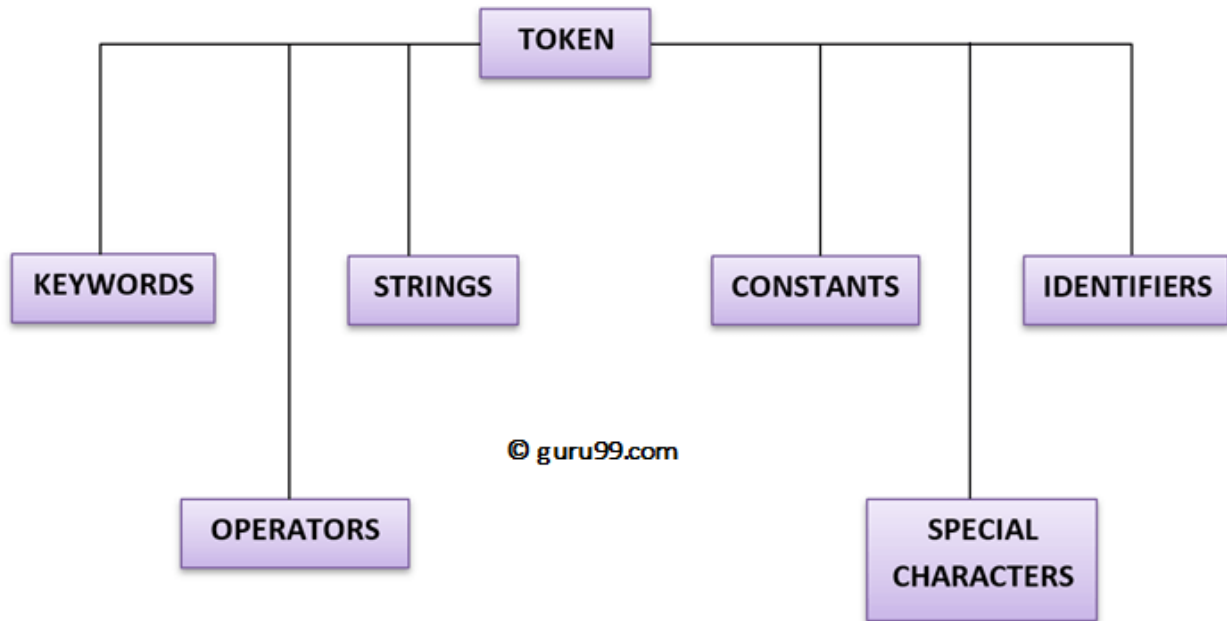 TOKEN
KEYWORDS
STRINGS
CONSTANTS
IDENTIFIERS
© guru99.com
OPERATORS
SPECIAL
CHARACTERS